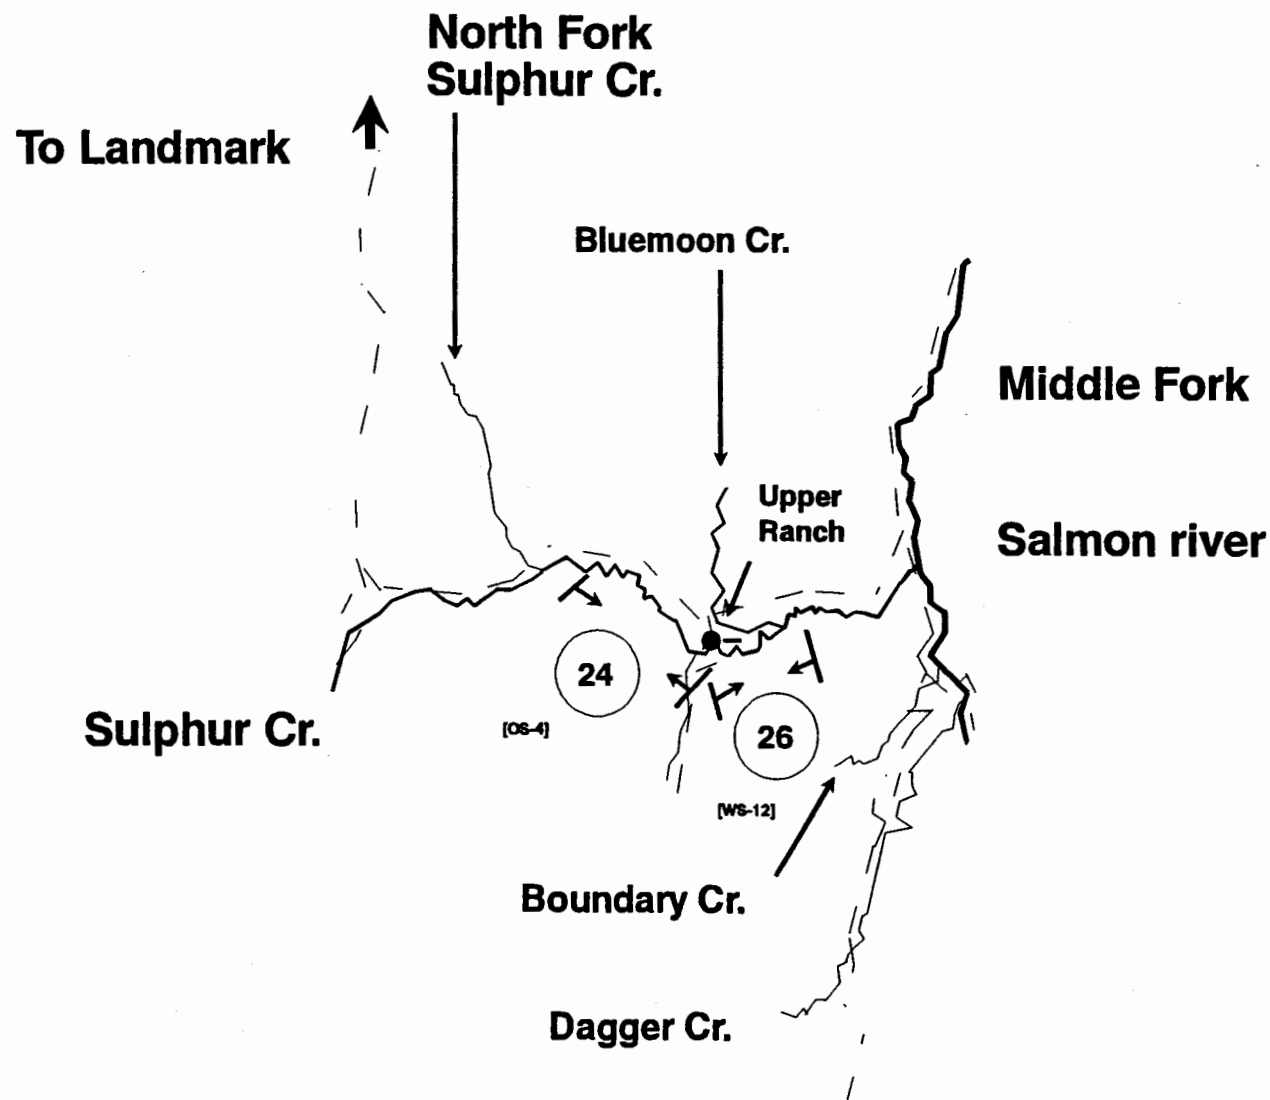 North Fork
Sulphur Cr.
To Landmark
Bluemoon Cr.
Middle Fork
Upper
Ranch
Salmon river
24
Sulphur Cr.
[OS-4]
26
[WS-12]
Boundary Cr.
Dagger Cr.